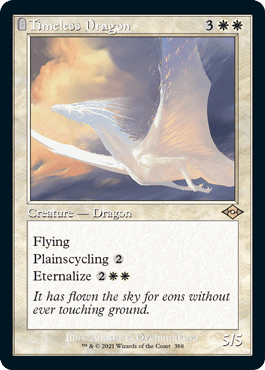 Timeless Dragon 3
Creature — Dragon
Flying
Plainscycling 2
Eternalize 2
It has flown the sky for eons without
ever touching ground.
5/5
™ & © 2021 Wizards of the Coast 388